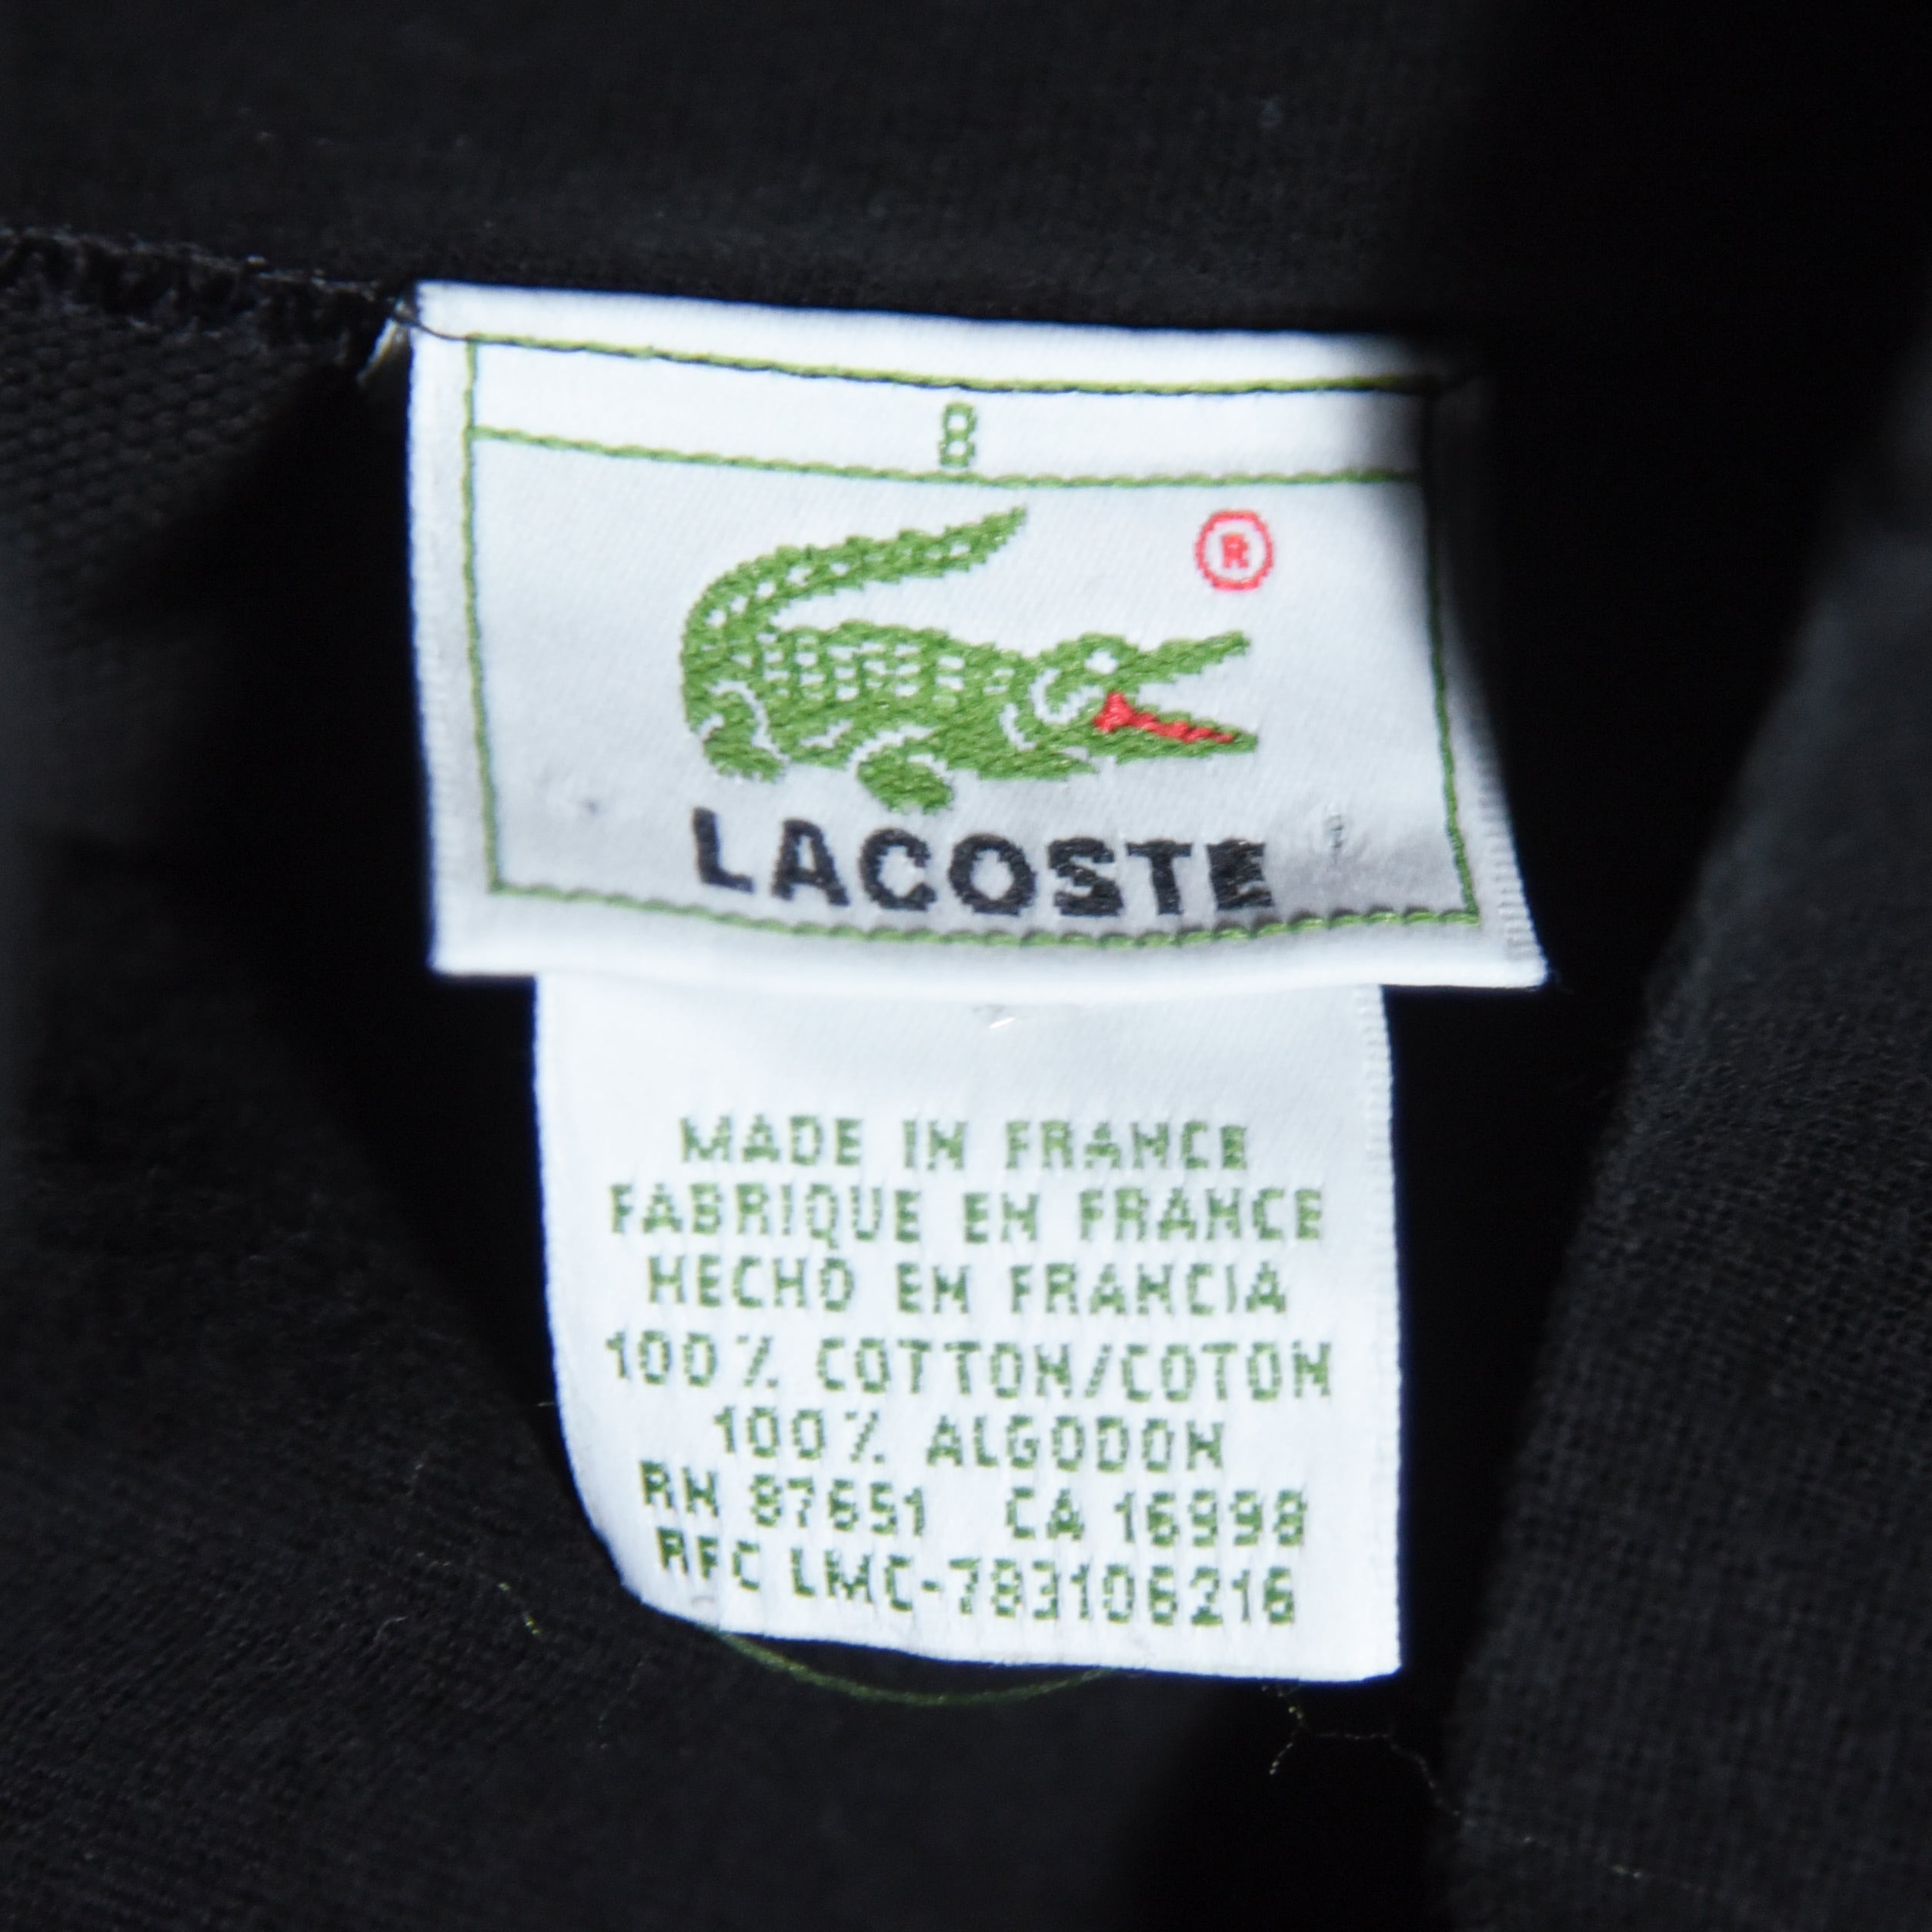 8
®
LACOSTE
MADE IN FRANCE
FABRIQUE EN FRANCE
HECHO EN FRANCIA
100% COTTON/COTON
100% ALGODON
RN 87651 CA 16998
RFC LMC-783106216